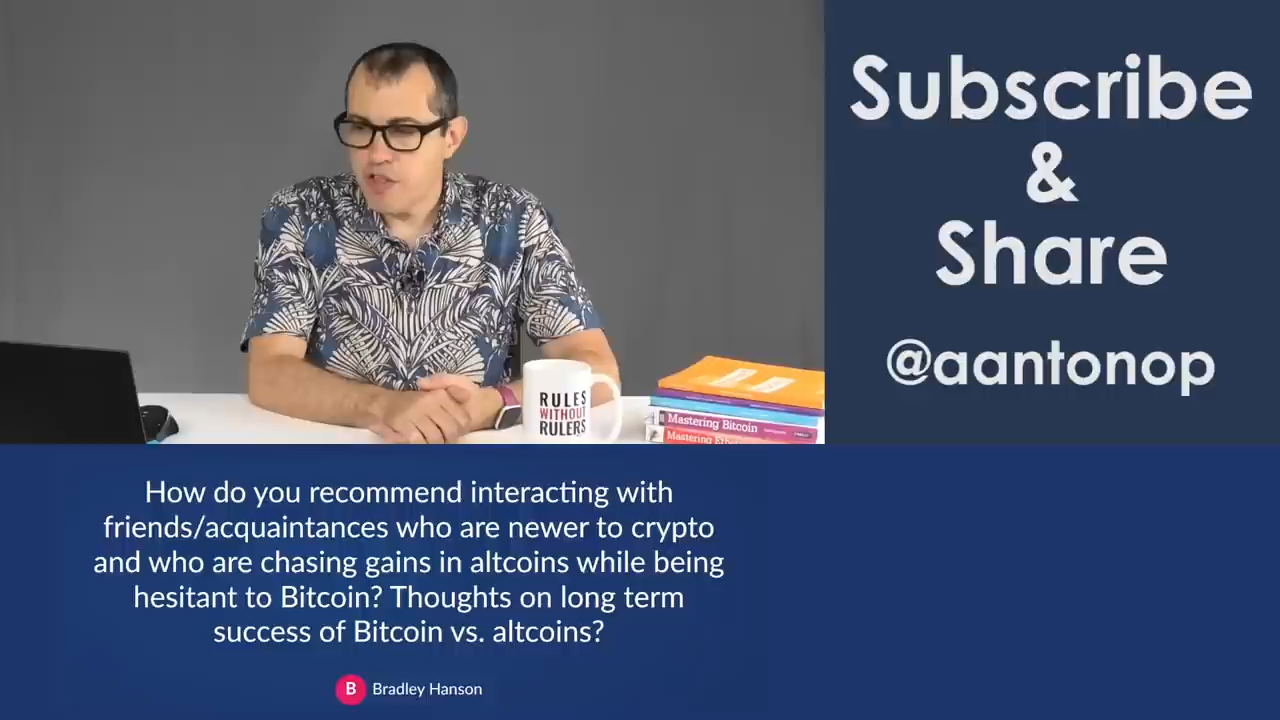 Subscribe
&
Share
@aantonop
RULES
WITHOUT
RULERS
Mastering Bitcoin
Mastering
How do you recommend interacting with
friends/acquaintances who are newer to crypto
and who are chasing gains in altcoins while being
hesitant to Bitcoin? Thoughts on long term
success of Bitcoin vs. altcoins?
B Bradley Hanson